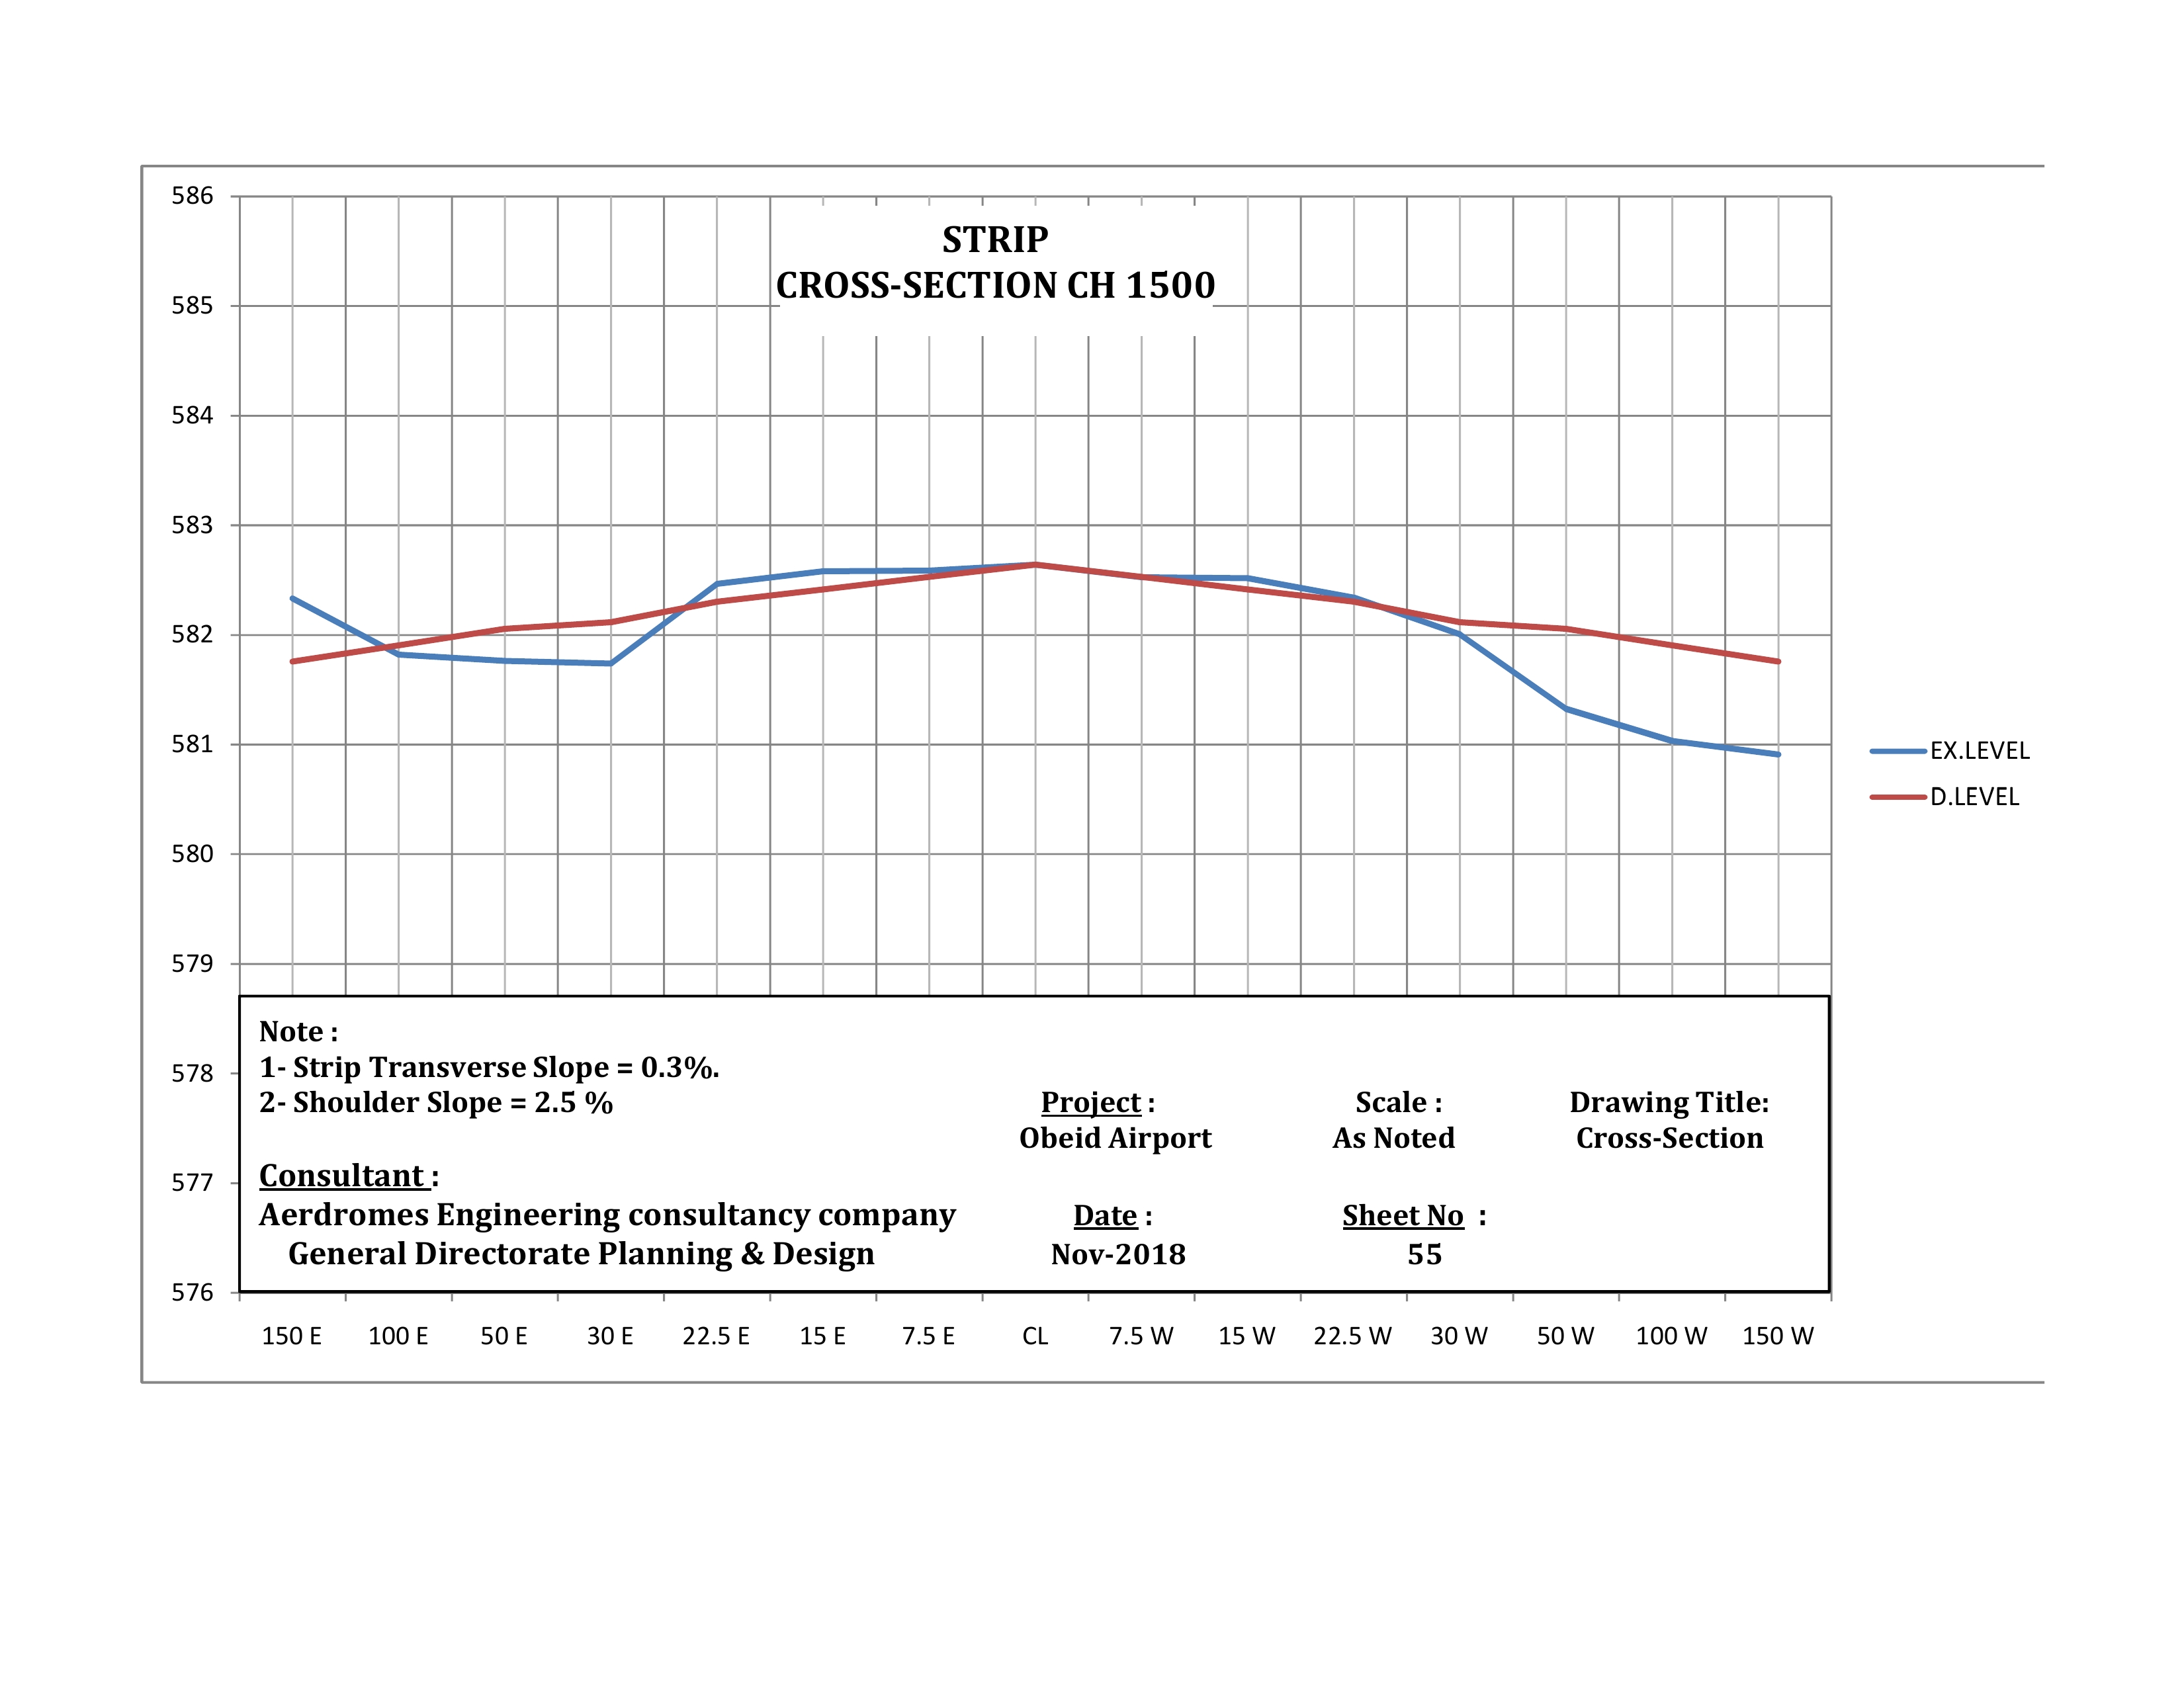 STRIP
CROSS-SECTION CH 1500
586
585
584
583
582
581
580
579
578
577
576
EX.LEVEL
D.LEVEL
Note :
1- Strip Transverse Slope = 0.3%.
2- Shoulder Slope = 2.5 %
Project :
Obeid Airport
Scale :
As Noted
Drawing Title:
Cross-Section
Consultant :
Aerdromes Engineering consultancy company
General Directorate Planning & Design
Date :
Nov-2018
Sheet No :
55
150 E 100 E 50 E 30 E 22.5 E 15 E 7.5 E CL 7.5 W 15 W 22.5 W 30 W 50 W 100 W 150 W